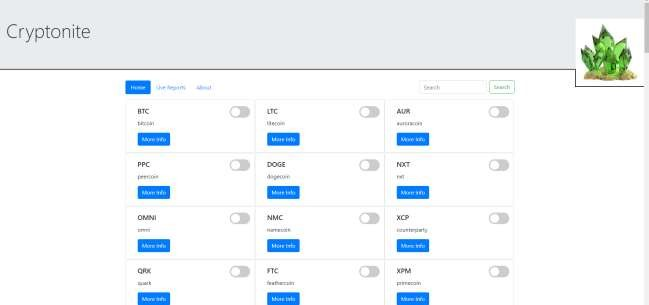 Cryptonite
Home Live Reports About Search Search
BTC LTC AUR
bitcoin litecoin auroracoin
More Info More Info More Info
PPC DOGE NXT
peercoin dogecoin nxt
More Info More Info More Info
OMNI NMC XCP
omni namecoin counterparty
More Info More Info More Info
QRK FTC XPM
quark feathercoin primecoin
More Info More Info More Info